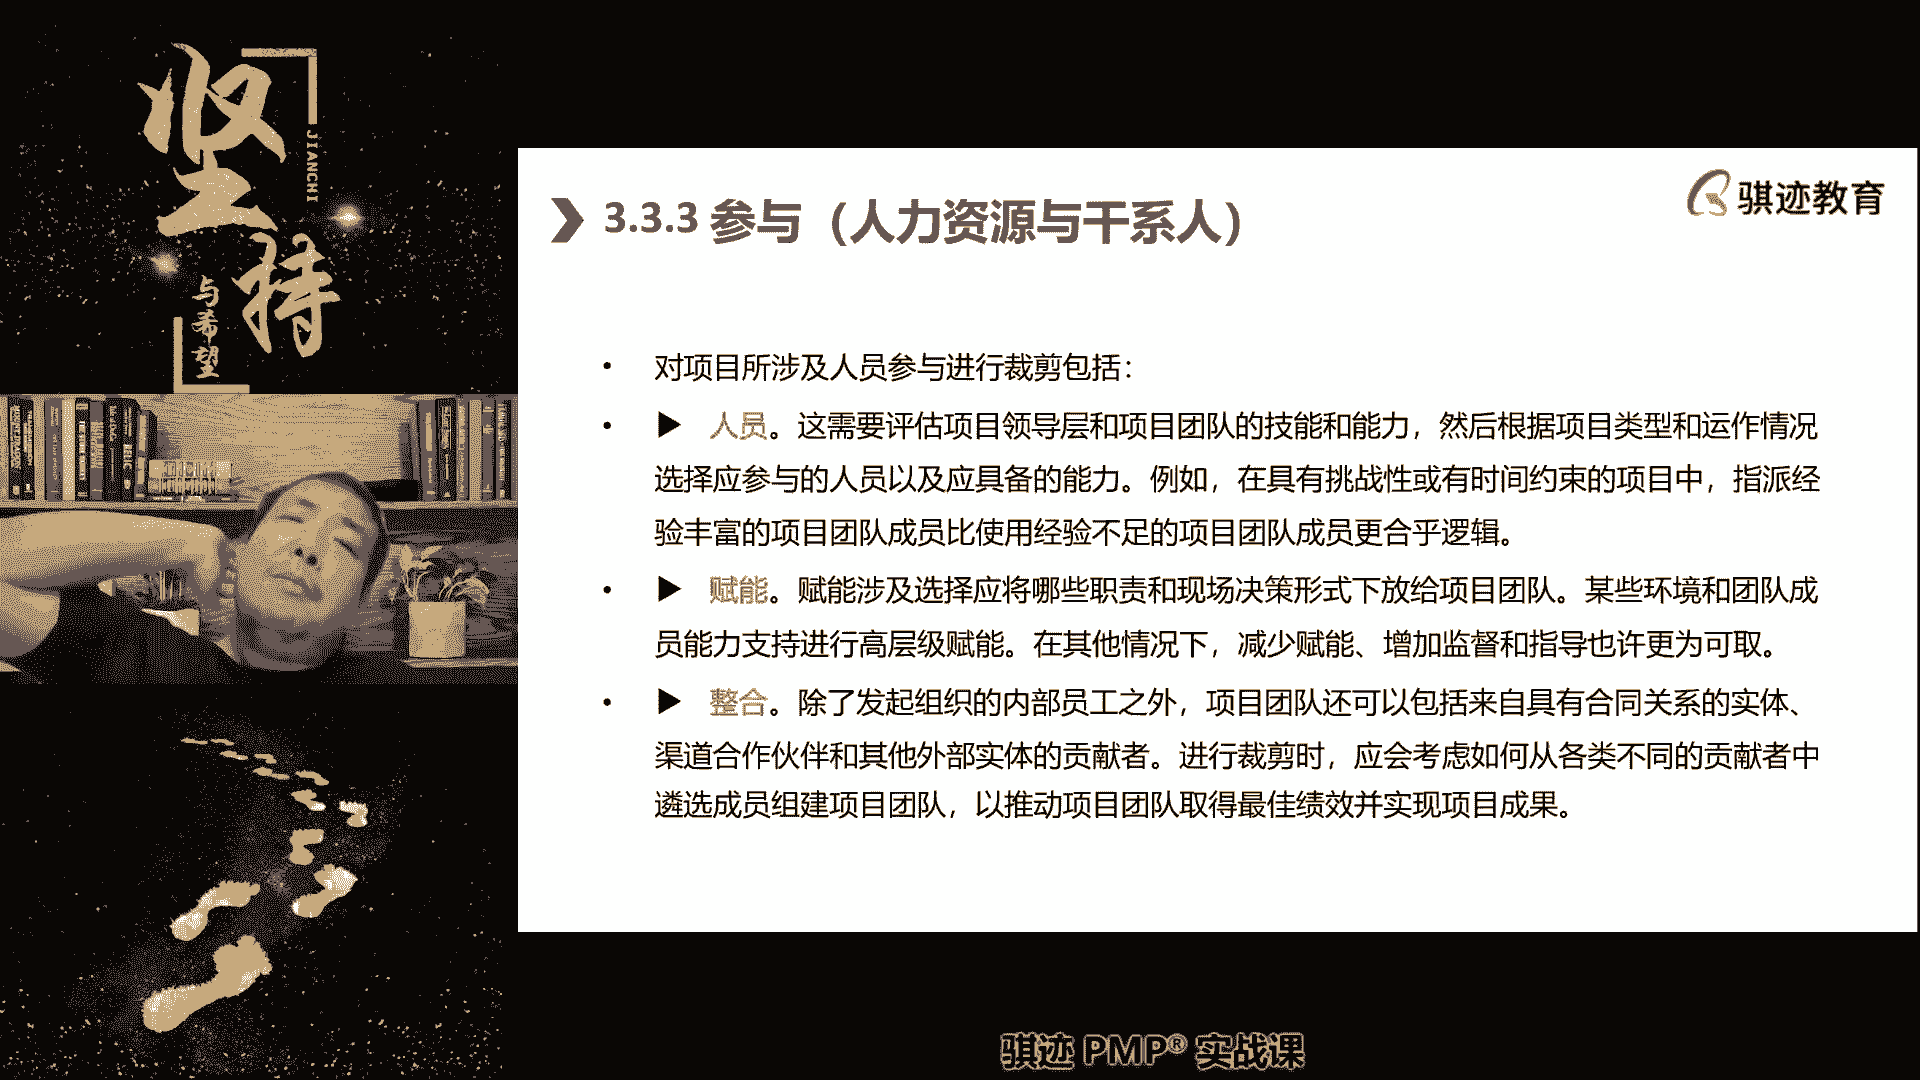 坚持
JIANCHI
与希望
骐迹教育
3.3.3 参与（人力资源与干系人）
• 对项目所涉及人员参与进行裁剪包括：
• ▶ 人员。这需要评估项目领导层和项目团队的技能和能力，然后根据项目类型和运作情况
选择应参与的人员以及应具备的能力。例如，在具有挑战性或有时间约束的项目中，指派经
验丰富的项目团队成员比使用经验不足的项目团队成员更合乎逻辑。
• ▶ 赋能。赋能涉及选择应将哪些职责和现场决策形式下放给项目团队。某些环境和团队成
员能力支持进行高层级赋能。在其他情况下，减少赋能、增加监督和指导也许更为可取。
• ▶ 整合。除了发起组织的内部员工之外，项目团队还可以包括来自具有合同关系的实体、
渠道合作伙伴和其他外部实体的贡献者。进行裁剪时，应会考虑如何从各类不同的贡献者中
遴选成员组建项目团队，以推动项目团队取得最佳绩效并实现项目成果。
骐迹 PMP® 实战课